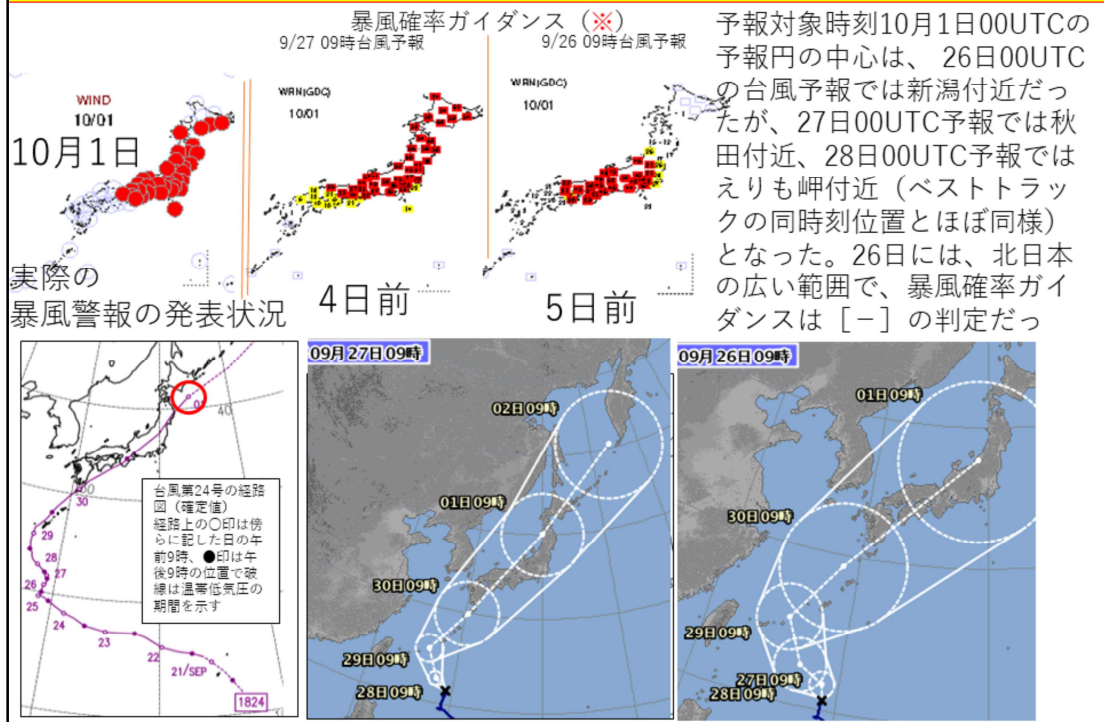 暴風確率ガイダンス（※）
9/27 09時台風予報
9/26 09時台風予報
WIND
10/01
10月1日
WRN(GDC)
10/01
WRN(GDC)
10/01
実際の
暴風警報の発表状況
4日前
5日前
予報対象時刻10月1日00UTCの
予報円の中心は、 26日00UTC
の台風予報では新潟付近だっ
たが、27日00UTC予報では秋
田付近、28日00UTC予報では
えりも岬付近（ベストトラッ
クの同時刻位置とほぼ同様）
となった。26日には、北日本
の広い範囲で、暴風確率ガイ
ダンスは［－］の判定だっ
01
40
30
29
28
27
26
25
24
23
22
21/SEP
1824
台風第24号の経路
図（確定値）
経路上の〇印は傍
らに記した日の午
前9時、●印は午
後9時の位置で破
線は温帯低気圧の
期間を示す
09月27日09時
02日09時
01日09時
30日09時
29日09時
28日09時
09月26日09時
01日09時
30日09時
29日09時
27日09時
28日09時